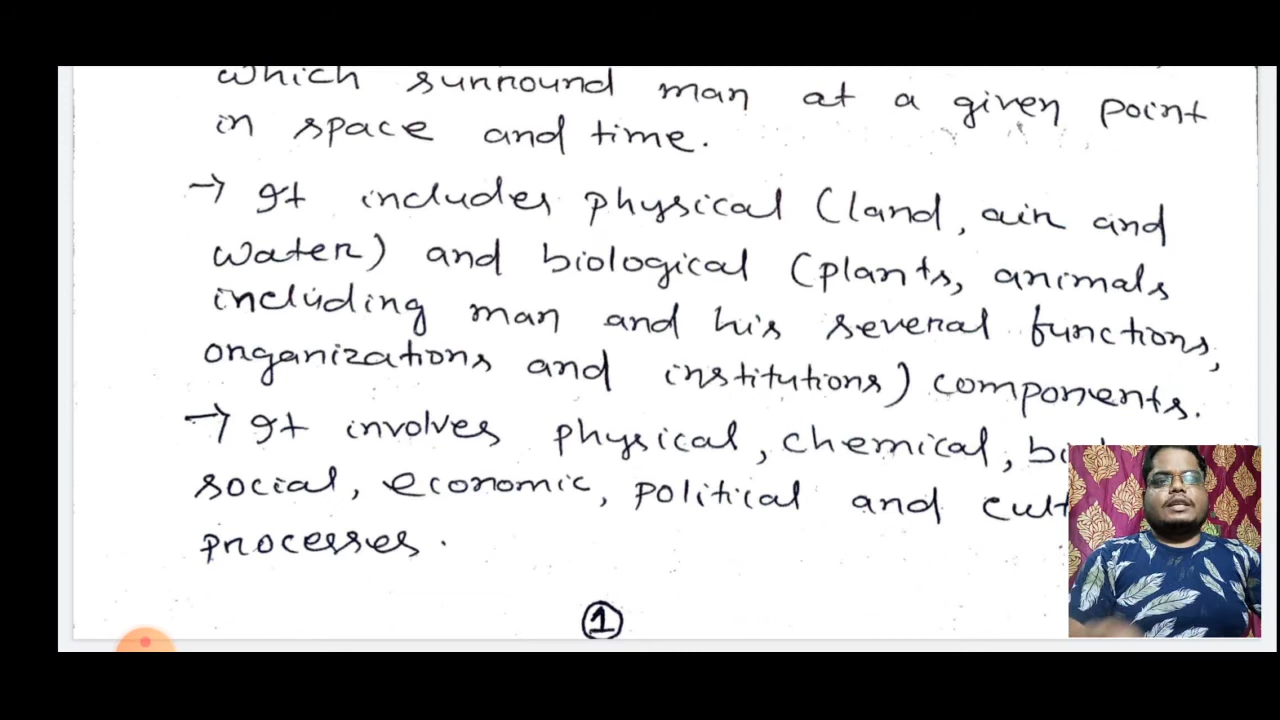 which surround man at a given point
in space and time.
→ It includes physical (land, air and
water) and biological (plants, animals
including man and his several functions,
organizations and institutions) components.
→ It involves physical, chemical,
social, economic, political and
processes.
1